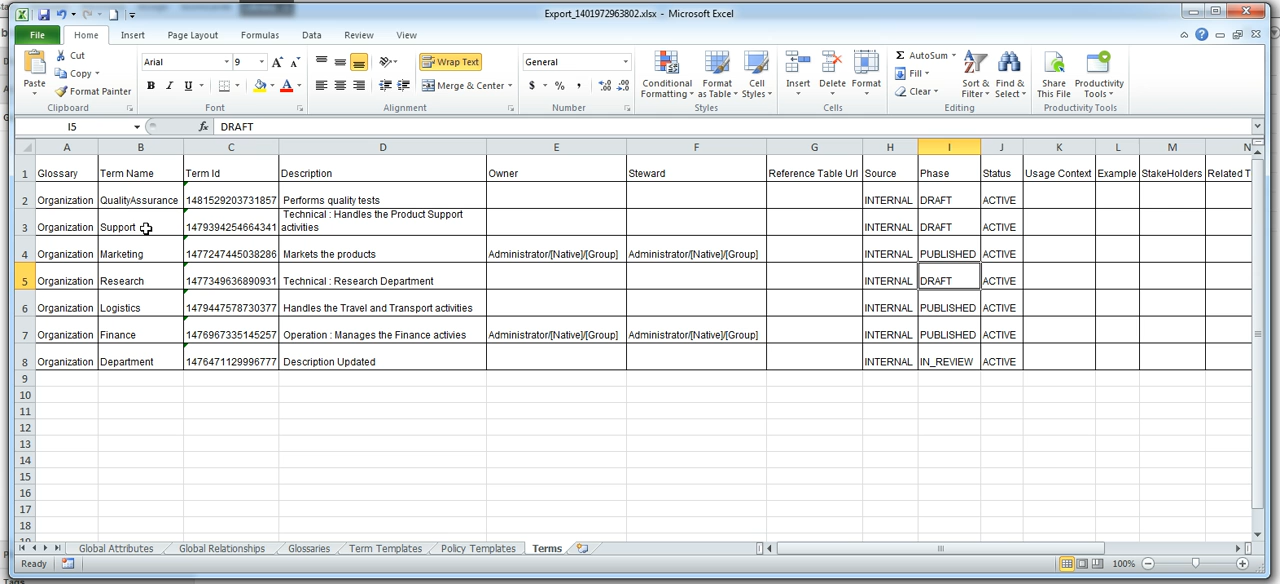 Export_1401972963802.xlsx - Microsoft Excel
File Home Insert Page Layout Formulas Data Review View
Paste
Cut
Copy
Format Painter
Clipboard
Arial 9
B I U
Font
Wrap Text
Merge & Center
Alignment
General
$ % ,
Number
Conditional Formatting
Format as Table
Cell Styles
Styles
Insert Delete Format
Cells
AutoSum
Fill
Clear
Sort & Filter
Find & Select
Editing
Share This File
Productivity Tools
Productivity Tools
I5 fx DRAFT
A B C D E F G H I J K L M N
1 Glossary Term Name Term Id Description Owner Steward Reference Table Url Source Phase Status Usage Context Example StakeHolders Related T
2 Organization QualityAssurance 1481529203731857 Performs quality tests INTERNAL DRAFT ACTIVE
3 Organization Support 1479394254664341 Technical : Handles the Product Support activities INTERNAL DRAFT ACTIVE
4 Organization Marketing 1477247445038286 Markets the products Administrator/[Native]/[Group] Administrator/[Native]/[Group] INTERNAL PUBLISHED ACTIVE
5 Organization Research 1477349636890931 Technical : Research Department INTERNAL DRAFT ACTIVE
6 Organization Logistics 1479447578730377 Handles the Travel and Transport activities INTERNAL PUBLISHED ACTIVE
7 Organization Finance 1476967335145257 Operation : Manages the Finance activies Administrator/[Native]/[Group] Administrator/[Native]/[Group] INTERNAL PUBLISHED ACTIVE
8 Organization Department 1476471129996777 Description Updated INTERNAL IN_REVIEW ACTIVE
9
10
11
12
13
14
15
16
17
18
Global Attributes Global Relationships Glossaries Term Templates Policy Templates Terms
Ready 100%
Tags